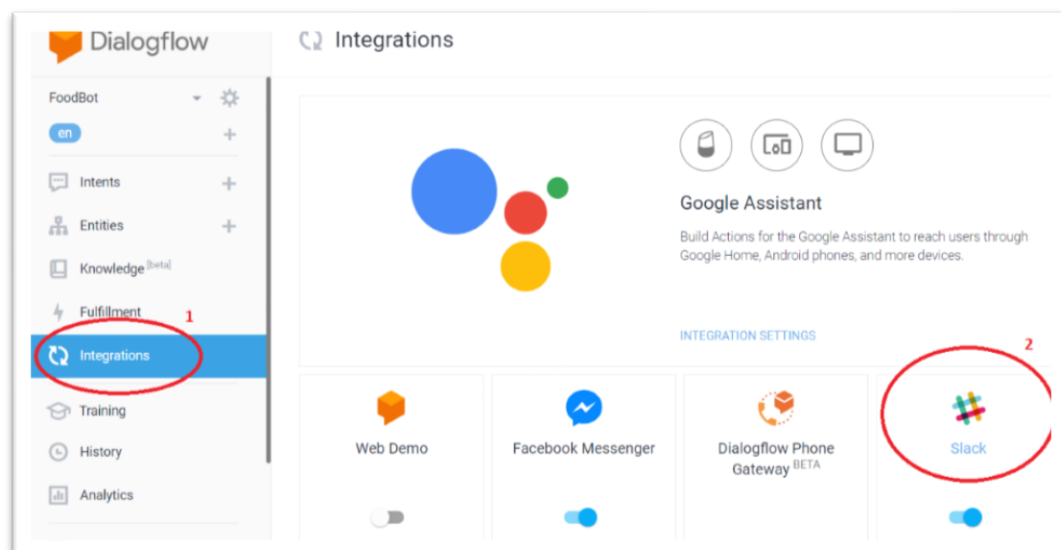 Dialogflow
Integrations
FoodBot
en
Intents
Entities
Knowledge [beta]
Fulfillment
1
Integrations
Training
History
Analytics
Google Assistant
Build Actions for the Google Assistant to reach users through
Google Home, Android phones, and more devices.
INTEGRATION SETTINGS
2
Web Demo
Facebook Messenger
Dialogflow Phone
Gateway BETA
Slack